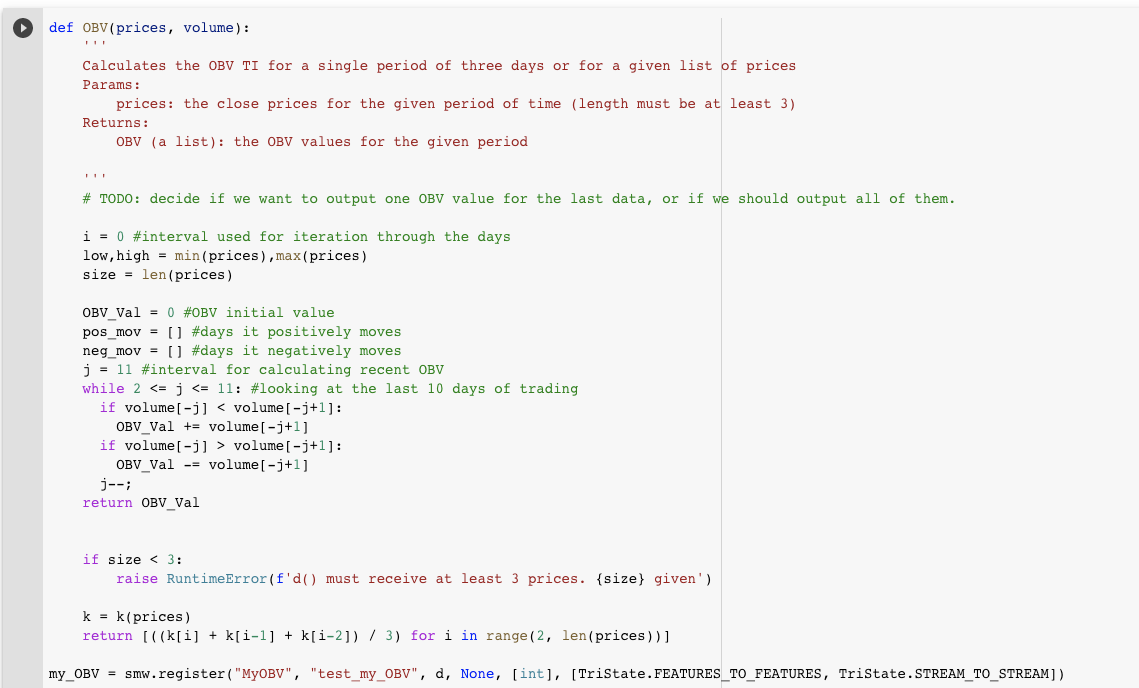 def OBV(prices, volume):
    '''
    Calculates the OBV TI for a single period of three days or for a given list of prices
    Params:
        prices: the close prices for the given period of time (length must be at least 3)
    Returns:
        OBV (a list): the OBV values for the given period
    '''
    # TODO: decide if we want to output one OBV value for the last data, or if we should output all of them.
    i = 0 #interval used for iteration through the days
    low,high = min(prices),max(prices)
    size = len(prices)
    OBV_Val = 0 #OBV initial value
    pos_mov = [] #days it positively moves
    neg_mov = [] #days it negatively moves
    j = 11 #interval for calculating recent OBV
    while 2 <= j <= 11: #looking at the last 10 days of trading
      if volume[-j] < volume[-j+1]:
        OBV_Val += volume[-j+1]
      if volume[-j] > volume[-j+1]:
        OBV_Val -= volume[-j+1]
      j--;
    return OBV_Val
    if size < 3:
        raise RuntimeError(f'd() must receive at least 3 prices. {size} given')
    k = k(prices)
    return [((k[i] + k[i-1] + k[i-2]) / 3) for i in range(2, len(prices))]
my_OBV = smw.register("MyOBV", "test_my_OBV", d, None, [int], [TriState.FEATURES_TO_FEATURES, TriState.STREAM_TO_STREAM])